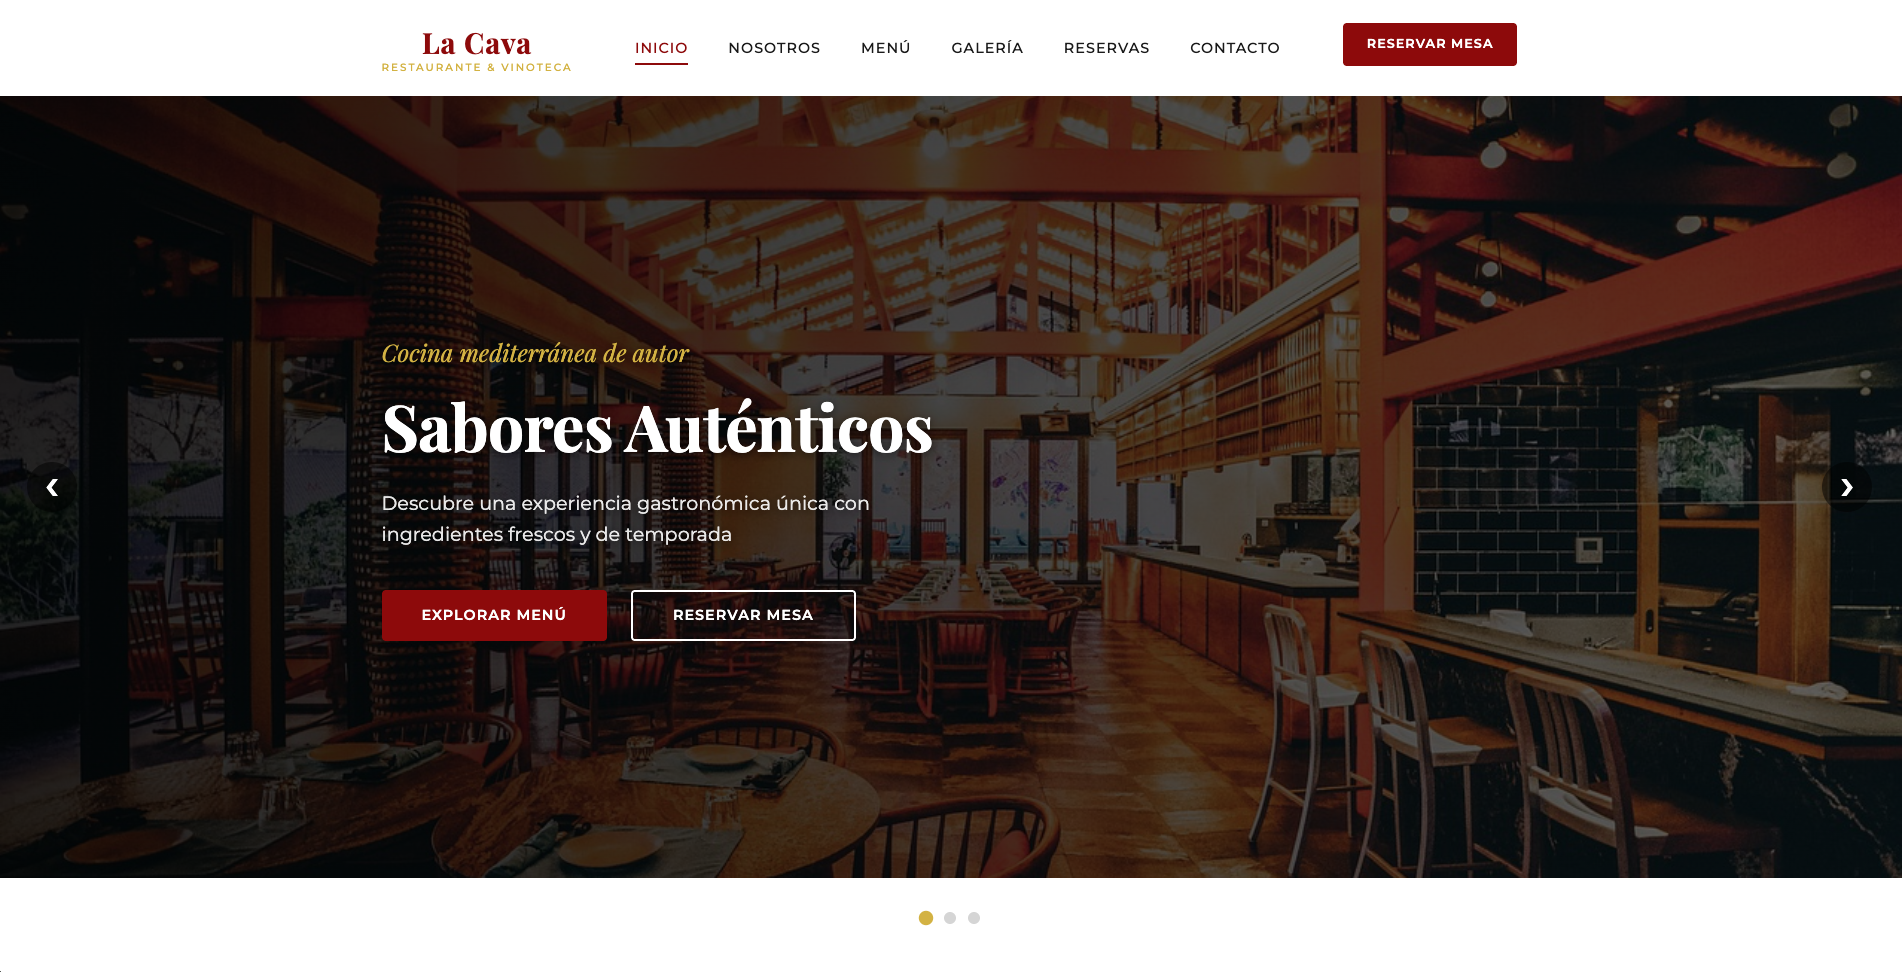 La Cava
RESTAURANTE & VINOTECA
INICIO
NOSOTROS
MENÚ
GALERÍA
RESERVAS
CONTACTO
RESERVAR MESA
Cocina mediterránea de autor
Sabores Auténticos
Descubre una experiencia gastronómica única con
ingredientes frescos y de temporada
EXPLORAR MENÚ
RESERVAR MESA